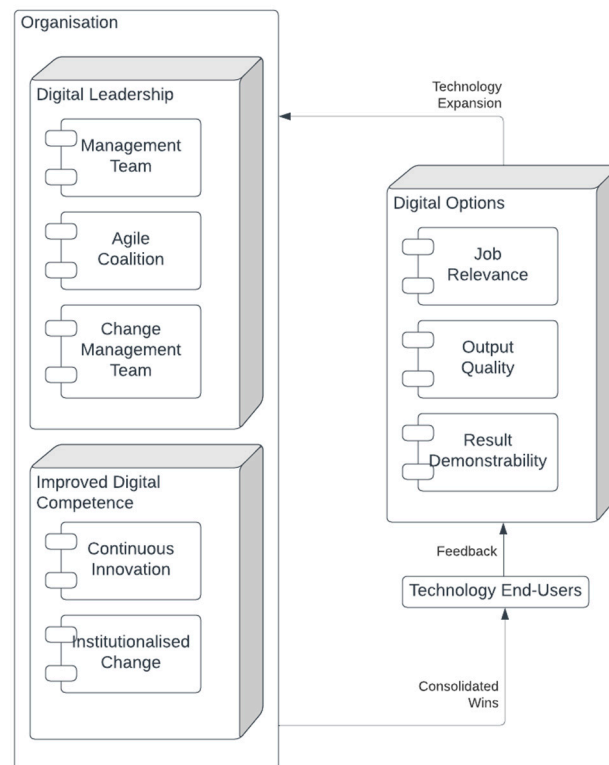 Organisation
Digital Leadership
Management
Team
Agile
Coalition
Change
Management
Team
Improved Digital
Competence
Continuous
Innovation
Institutionalised
Change
Technology
Expansion
Digital Options
Job
Relevance
Output
Quality
Result
Demonstrability
Feedback
Technology End-Users
Consolidated
Wins